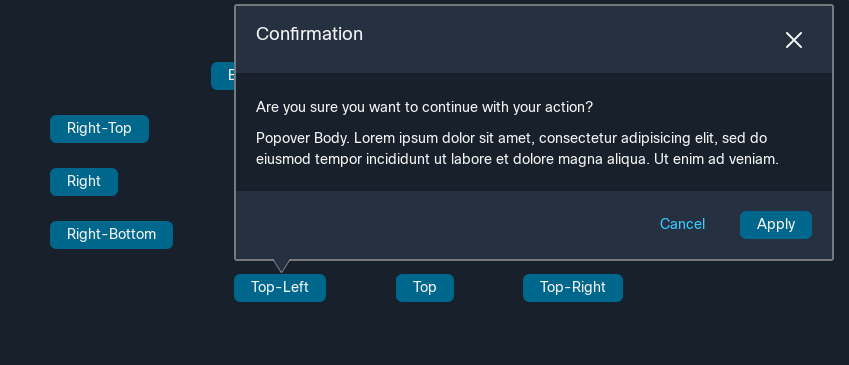 Confirmation
Right-Top
Are you sure you want to continue with your action?
Popover Body. Lorem ipsum dolor sit amet, consectetur adipisicing elit, sed do
eiusmod tempor incididunt ut labore et dolore magna aliqua. Ut enim ad veniam.
Right
Right-Bottom
Cancel
Apply
Top-Left
Top
Top-Right